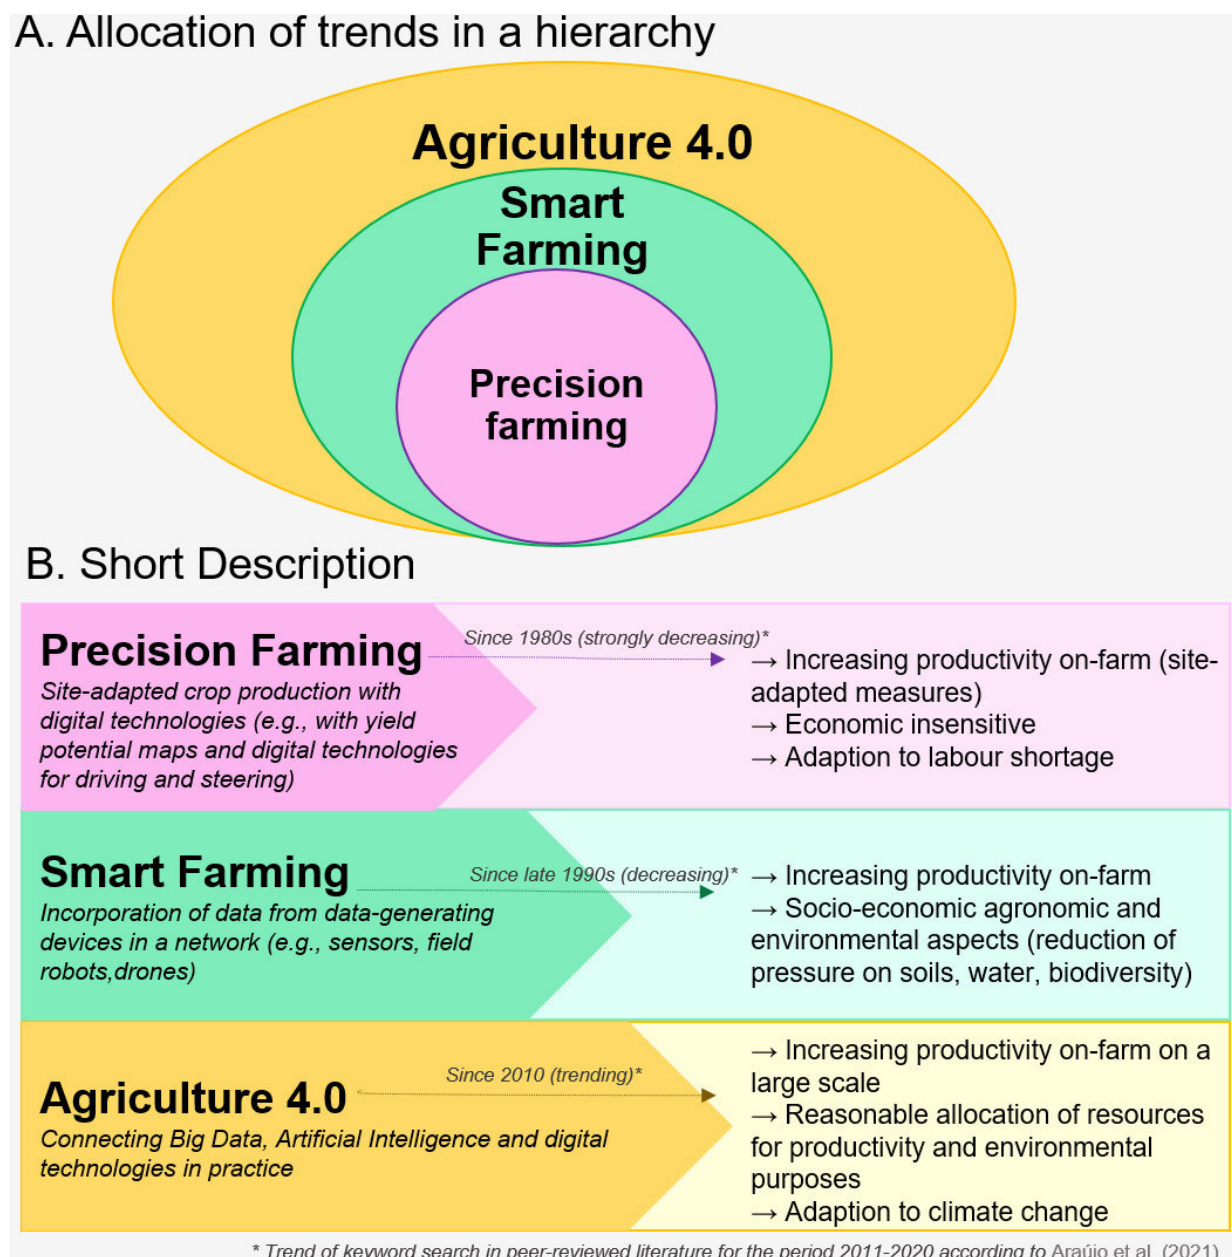 A. Allocation of trends in a hierarchy
Agriculture 4.0
Smart
Farming
Precision
farming
B. Short Description
Precision Farming
Site-adapted crop production with
digital technologies (e.g., with yield
potential maps and digital technologies
for driving and steering)
Since 1980s (strongly decreasing)*
→ Increasing productivity on-farm (site-
adapted measures)
→ Economic insensitive
→ Adaption to labour shortage
Smart Farming
Incorporation of data from data-generating
devices in a network (e.g., sensors, field
robots,drones)
Since late 1990s (decreasing)*
→ Increasing productivity on-farm
→ Socio-economic agronomic and
environmental aspects (reduction of
pressure on soils, water, biodiversity)
Agriculture 4.0
Connecting Big Data, Artificial Intelligence and digital
technologies in practice
Since 2010 (trending)*
→ Increasing productivity on-farm on a
large scale
→ Reasonable allocation of resources
for productivity and environmental
purposes
→ Adaption to climate change
* Trend of keyword search in peer-reviewed literature for the period 2011-2020 according to Araújo et al. (2021)